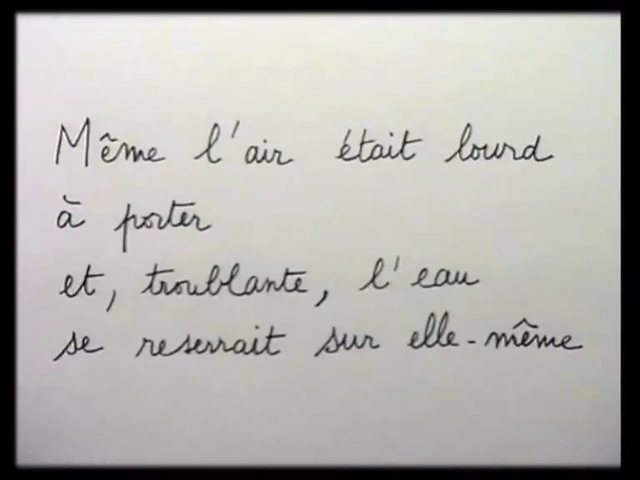 Même l'air était lourd
à porter
et, troublante, l'eau
se reserrait sur elle-même